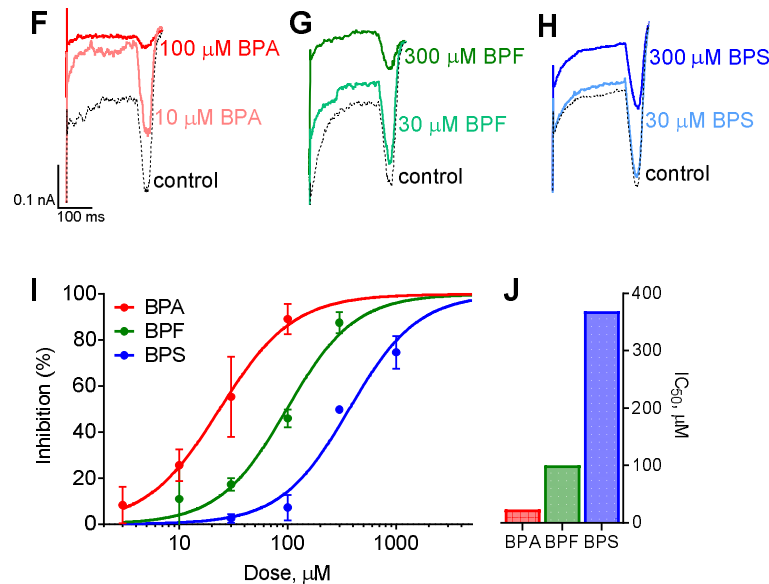 F
100 μM BPA
10 μM BPA
control
0.1 nA
100 ms
G
300 μM BPF
30 μM BPF
control
H
300 μM BPS
30 μM BPS
control
I
BPA
BPF
BPS
Inhibition (%)
100
80
60
40
20
0
10
100
1000
Dose, μM
J
400
300
200
100
0
IC50, μM
BPA
BPF
BPS